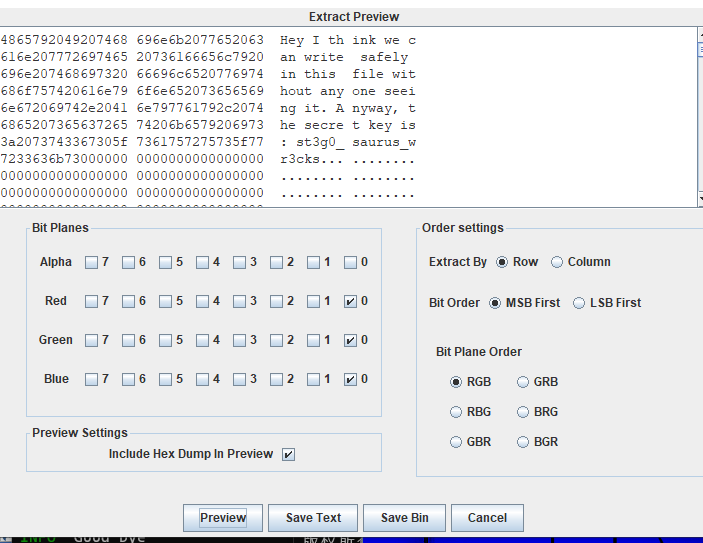 Extract Preview
4865792049207468 696e6b2077652063 Hey I th ink we c
616e207772697465 20736166656c7920 an write  safely
696e207468697320 66696c6520776974 in this  file wit
686f757420616e79 6f6e652073656569 hout any one seei
6e672069742e2041 6e797761792c2074 ng it. A nyway, t
6865207365637265 74206b6579206973 he secre t key is
3a2073743367305f 7361757275735f77 : st3g0_ saurus_w
7233636b73000000 0000000000000000 r3cks... ........
0000000000000000 0000000000000000 ........ ........
0000000000000000 0000000000000000 ........ ........
Bit Planes
Alpha 7 6 5 4 3 2 1 0
Red 7 6 5 4 3 2 1 0
Green 7 6 5 4 3 2 1 0
Blue 7 6 5 4 3 2 1 0
Preview Settings
Include Hex Dump In Preview
Order settings
Extract By Row Column
Bit Order MSB First LSB First
Bit Plane Order
RGB GRB
RBG BRG
GBR BGR
Preview Save Text Save Bin Cancel